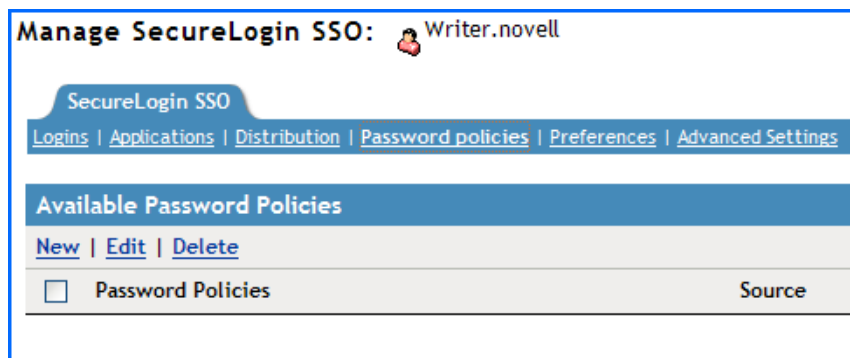 Manage SecureLogin SSO: Writer.novell
SecureLogin SSO
Logins | Applications | Distribution | Password policies | Preferences | Advanced Settings
Available Password Policies
New | Edit | Delete
Password Policies Source